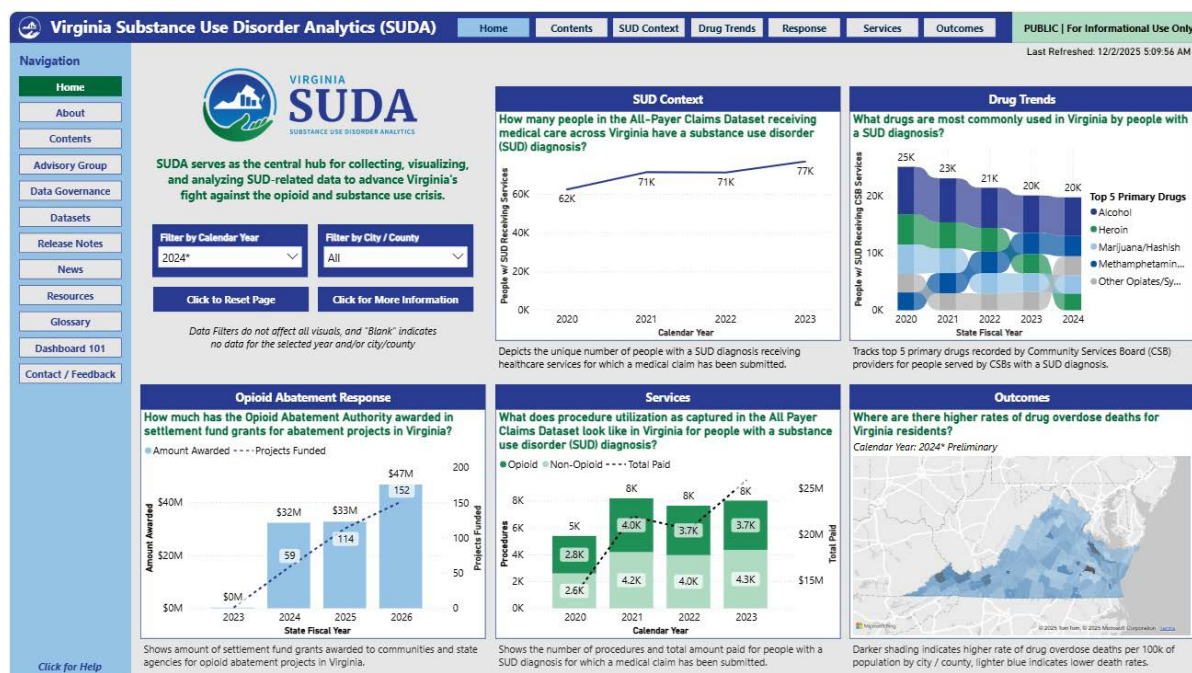 Virginia Substance Use Disorder Analytics (SUDA)
Home
Contents
SUD Context
Drug Trends
Response
Services
Outcomes
PUBLIC | For Informational Use Only
Last Refreshed: 12/2/2025 5:09:56 AM
Navigation
Home
About
Contents
Advisory Group
Data Governance
Datasets
Release Notes
News
Resources
Glossary
Dashboard 101
Contact / Feedback
Click for Help
VIRGINIA
SUDA
SUBSTANCE USE DISORDER ANALYTICS
SUDA serves as the central hub for collecting, visualizing,
and analyzing SUD-related data to advance Virginia's
fight against the opioid and substance use crisis.
Filter by Calendar Year
2024*
Filter by City / County
All
Click to Reset Page
Click for More Information
Data Filters do not affect all visuals, and "Blank" indicates
no data for the selected year and/or city/county
SUD Context
How many people in the All-Payer Claims Dataset receiving
medical care across Virginia have a substance use disorder
(SUD) diagnosis?
People w/ SUD Receiving Services
60K
40K
20K
0K
62K
71K
71K
77K
2020
2021
2022
2023
Calendar Year
Depicts the unique number of people with a SUD diagnosis receiving
healthcare services for which a medical claim has been submitted.
Drug Trends
What drugs are most commonly used in Virginia by people with
a SUD diagnosis?
People w/ SUD Receiving CSB Services
20K
10K
0K
25K
23K
21K
20K
20K
2020
2021
2022
2023
2024
State Fiscal Year
Top 5 Primary Drugs
Alcohol
Heroin
Marijuana/Hashish
Methamphetamin...
Other Opiates/Sy...
Tracks top 5 primary drugs recorded by Community Services Board (CSB)
providers for people served by CSBs with a SUD diagnosis.
Opioid Abatement Response
How much has the Opioid Abatement Authority awarded in
settlement fund grants for abatement projects in Virginia?
Amount Awarded
Projects Funded
Amount Awarded
$40M
$20M
$0M
$0M
$32M
$33M
$47M
59
114
152
200
150
100
50
0
Projects Funded
2023
2024
2025
2026
State Fiscal Year
Shows amount of settlement fund grants awarded to communities and state
agencies for opioid abatement projects in Virginia.
Services
What does procedure utilization as captured in the All Payer
Claims Dataset look like in Virginia for people with a substance
use disorder (SUD) diagnosis?
Opioid
Non-Opioid
Total Paid
Procedures
8K
6K
4K
2K
0K
5K
8K
8K
8K
2.8K
4.0K
3.7K
3.7K
2.6K
4.2K
4.0K
4.3K
$25M
$20M
$15M
Total Paid
2020
2021
2022
2023
Calendar Year
Shows the number of procedures and total amount paid for people with a
SUD diagnosis for which a medical claim has been submitted.
Outcomes
Where are there higher rates of drug overdose deaths for
Virginia residents?
Calendar Year: 2024* Preliminary
Microsoft Bing
© 2025 TomTom, © 2025 Microsoft Corporation Terms
Darker shading indicates higher rate of drug overdose deaths per 100k of
population by city / county, lighter blue indicates lower death rates.